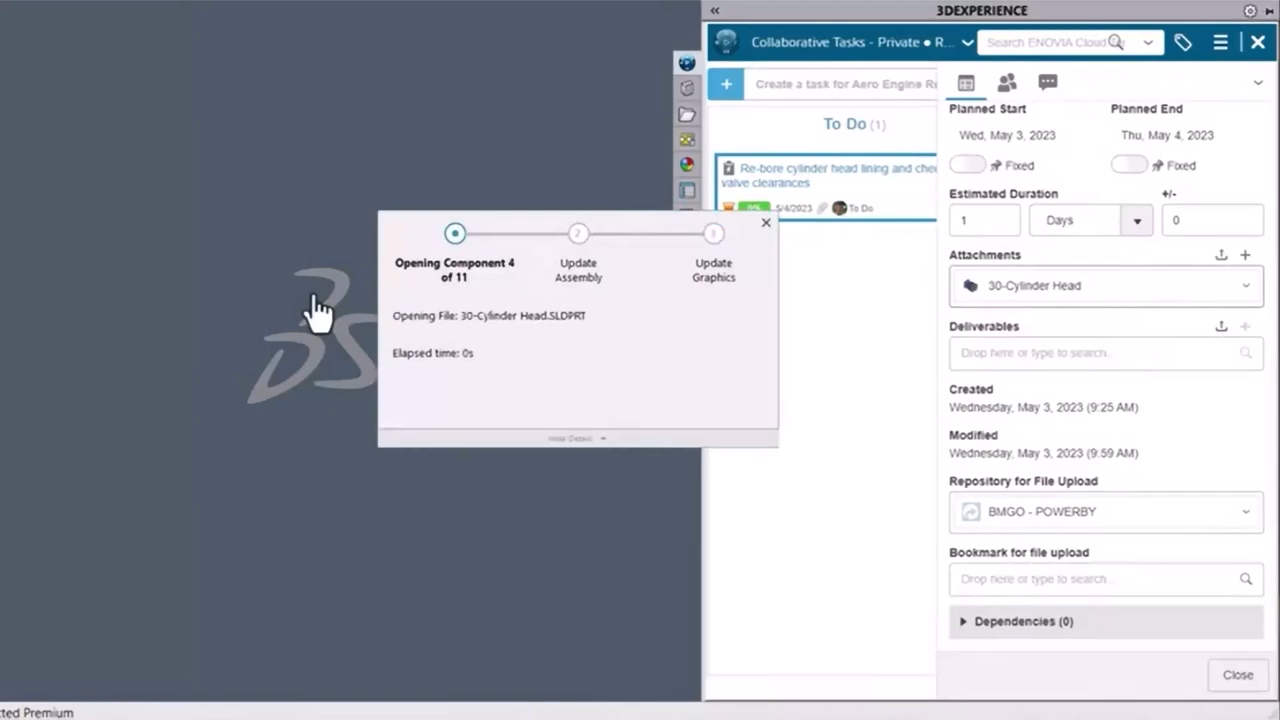 3DEXPERIENCE
Collaborative Tasks - Private ● R...
Search ENOVIA Cloud
Create a task for Aero Engine R
To Do (1)
Re-bore cylinder head lining and che
valve clearances
0% 5/4/2023 To Do
Planned Start
Planned End
Wed, May 3, 2023
Thu, May 4, 2023
Fixed
Fixed
Estimated Duration
+/-
1
Days
0
Attachments
30-Cylinder Head
Deliverables
Drop here or type to search...
Created
Wednesday, May 3, 2023 (9:25 AM)
Modified
Wednesday, May 3, 2023 (9:59 AM)
Repository for File Upload
BMGO - POWERBY
Bookmark for file upload
Drop here or type to search...
Dependencies (0)
Close
1
2
3
Opening Component 4
of 11
Update
Assembly
Update
Graphics
Opening File: 30-Cylinder Head.SLDPRT
Elapsed time: 0s
DS
cted Premium